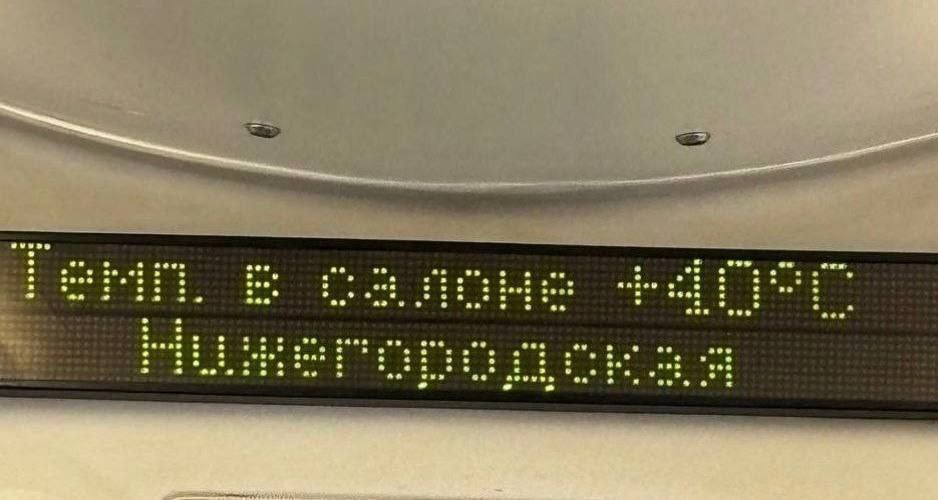 Темп. в салоне +40°С
Нижегородская